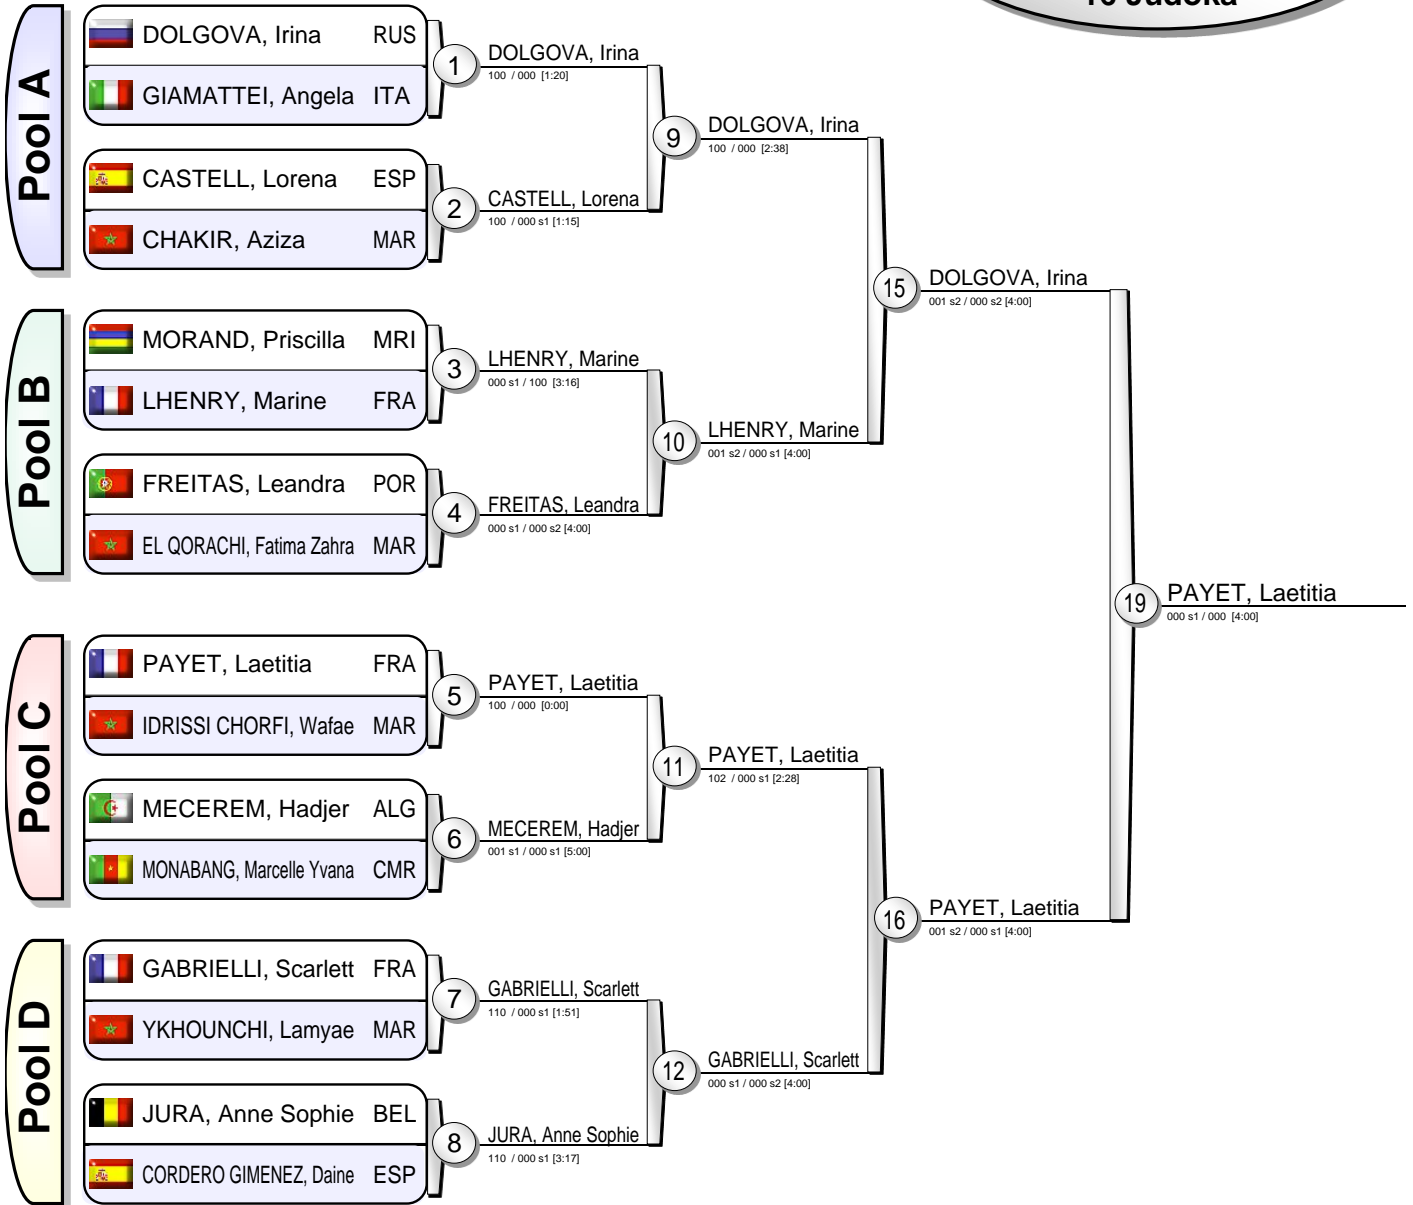 16 Judoka
Pool A
DOLGOVA, Irina RUS
GIAMATTEI, Angela ITA
CASTELL, Lorena ESP
CHAKIR, Aziza MAR
Pool B
MORAND, Priscilla MRI
LHENRY, Marine FRA
FREITAS, Leandra POR
EL QORACHI, Fatima Zahra MAR
Pool C
PAYET, Laetitia FRA
IDRISSI CHORFI, Wafae MAR
MECEREM, Hadjer ALG
MONABANG, Marcelle Yvana CMR
Pool D
GABRIELLI, Scarlett FRA
YKHOUNCHI, Lamyae MAR
JURA, Anne Sophie BEL
CORDERO GIMENEZ, Daine ESP
1
DOLGOVA, Irina
100 / 000 [1:20]
2
CASTELL, Lorena
100 / 000 s1 [1:15]
3
LHENRY, Marine
000 s1 / 100 [3:16]
4
FREITAS, Leandra
000 s1 / 000 s2 [4:00]
5
PAYET, Laetitia
100 / 000 [0:00]
6
MECEREM, Hadjer
001 s1 / 000 s1 [5:00]
7
GABRIELLI, Scarlett
110 / 000 s1 [1:51]
8
JURA, Anne Sophie
110 / 000 s1 [3:17]
9
DOLGOVA, Irina
100 / 000 [2:38]
10
LHENRY, Marine
001 s2 / 000 s1 [4:00]
11
PAYET, Laetitia
102 / 000 s1 [2:28]
12
GABRIELLI, Scarlett
000 s1 / 000 s2 [4:00]
15
DOLGOVA, Irina
001 s2 / 000 s2 [4:00]
16
PAYET, Laetitia
001 s2 / 000 s1 [4:00]
19
PAYET, Laetitia
000 s1 / 000 [4:00]